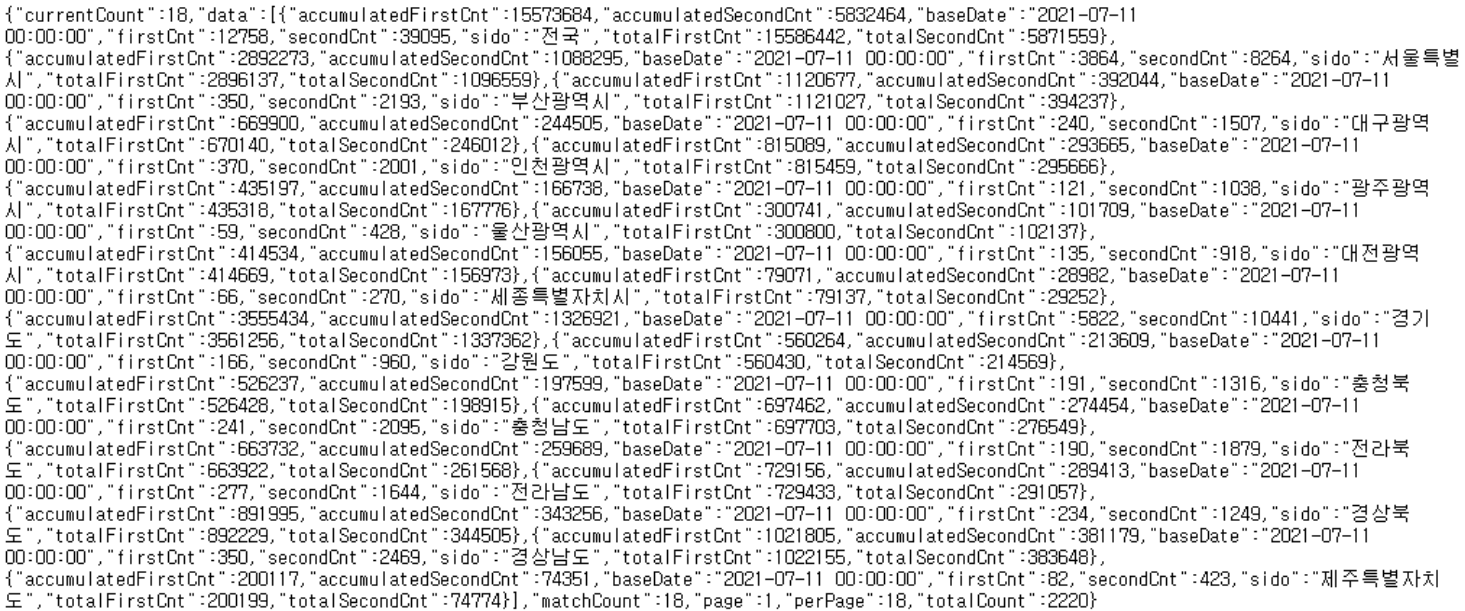 {"currentCount":18,"data":[{"accumulatedFirstCnt":15573684,"accumulatedSecondCnt":5832464,"baseDate":"2021-07-11
00:00:00","firstCnt":12758,"secondCnt":39095,"sido":"전국","totalFirstCnt":15586442,"totalSecondCnt":5871559},
{"accumulatedFirstCnt":2892273,"accumulatedSecondCnt":1088295,"baseDate":"2021-07-11 00:00:00","firstCnt":3864,"secondCnt":8264,"sido":"서울특별
시","totalFirstCnt":2896137,"totalSecondCnt":1096559},{"accumulatedFirstCnt":1120677,"accumulatedSecondCnt":392044,"baseDate":"2021-07-11
00:00:00","firstCnt":350,"secondCnt":2193,"sido":"부산광역시","totalFirstCnt":1121027,"totalSecondCnt":394237},
{"accumulatedFirstCnt":669900,"accumulatedSecondCnt":244505,"baseDate":"2021-07-11 00:00:00","firstCnt":240,"secondCnt":1507,"sido":"대구광역
시","totalFirstCnt":670140,"totalSecondCnt":246012},{"accumulatedFirstCnt":815089,"accumulatedSecondCnt":293665,"baseDate":"2021-07-11
00:00:00","firstCnt":370,"secondCnt":2001,"sido":"인천광역시","totalFirstCnt":815459,"totalSecondCnt":295666},
{"accumulatedFirstCnt":435197,"accumulatedSecondCnt":166738,"baseDate":"2021-07-11 00:00:00","firstCnt":121,"secondCnt":1038,"sido":"광주광역
시","totalFirstCnt":435318,"totalSecondCnt":167776},{"accumulatedFirstCnt":300741,"accumulatedSecondCnt":101709,"baseDate":"2021-07-11
00:00:00","firstCnt":59,"secondCnt":428,"sido":"울산광역시","totalFirstCnt":300800,"totalSecondCnt":102137},
{"accumulatedFirstCnt":414534,"accumulatedSecondCnt":156055,"baseDate":"2021-07-11 00:00:00","firstCnt":135,"secondCnt":918,"sido":"대전광역
시","totalFirstCnt":414669,"totalSecondCnt":156973},{"accumulatedFirstCnt":79071,"accumulatedSecondCnt":28982,"baseDate":"2021-07-11
00:00:00","firstCnt":66,"secondCnt":270,"sido":"세종특별자치시","totalFirstCnt":79137,"totalSecondCnt":29252},
{"accumulatedFirstCnt":3555434,"accumulatedSecondCnt":1326921,"baseDate":"2021-07-11 00:00:00","firstCnt":5822,"secondCnt":10441,"sido":"경기
도","totalFirstCnt":3561256,"totalSecondCnt":1337362},{"accumulatedFirstCnt":560264,"accumulatedSecondCnt":213609,"baseDate":"2021-07-11
00:00:00","firstCnt":166,"secondCnt":960,"sido":"강원도","totalFirstCnt":560430,"totalSecondCnt":214569},
{"accumulatedFirstCnt":526237,"accumulatedSecondCnt":197599,"baseDate":"2021-07-11 00:00:00","firstCnt":191,"secondCnt":1316,"sido":"충청북
도","totalFirstCnt":526428,"totalSecondCnt":198915},{"accumulatedFirstCnt":697462,"accumulatedSecondCnt":274454,"baseDate":"2021-07-11
00:00:00","firstCnt":241,"secondCnt":2095,"sido":"충청남도","totalFirstCnt":697703,"totalSecondCnt":276549},
{"accumulatedFirstCnt":663732,"accumulatedSecondCnt":259689,"baseDate":"2021-07-11 00:00:00","firstCnt":190,"secondCnt":1879,"sido":"전라북
도","totalFirstCnt":663922,"totalSecondCnt":261568},{"accumulatedFirstCnt":729156,"accumulatedSecondCnt":289413,"baseDate":"2021-07-11
00:00:00","firstCnt":277,"secondCnt":1644,"sido":"전라남도","totalFirstCnt":729433,"totalSecondCnt":291057},
{"accumulatedFirstCnt":891995,"accumulatedSecondCnt":343256,"baseDate":"2021-07-11 00:00:00","firstCnt":234,"secondCnt":1249,"sido":"경상북
도","totalFirstCnt":892229,"totalSecondCnt":344505},{"accumulatedFirstCnt":1021805,"accumulatedSecondCnt":381179,"baseDate":"2021-07-11
00:00:00","firstCnt":350,"secondCnt":2469,"sido":"경상남도","totalFirstCnt":1022155,"totalSecondCnt":383648},
{"accumulatedFirstCnt":200117,"accumulatedSecondCnt":74351,"baseDate":"2021-07-11 00:00:00","firstCnt":82,"secondCnt":423,"sido":"제주특별자치
도","totalFirstCnt":200199,"totalSecondCnt":74774}],"matchCount":18,"page":1,"perPage":18,"totalCount":2220}